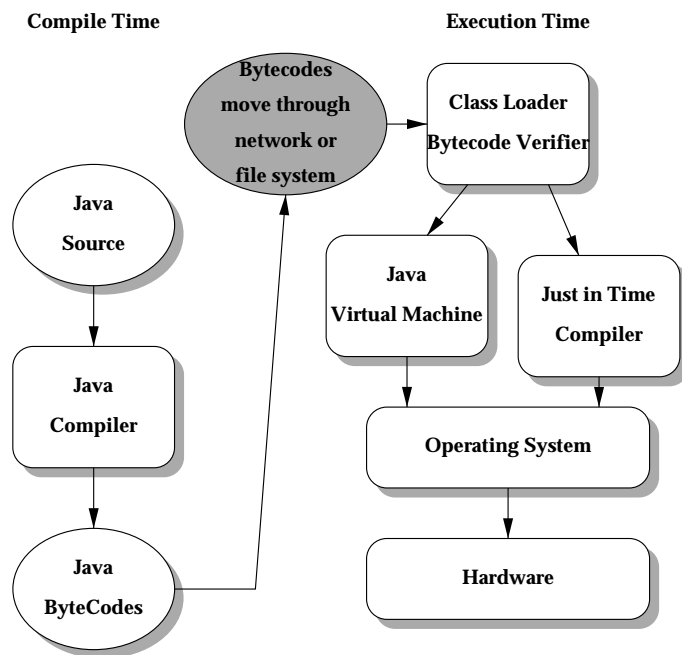 Compile Time
Execution Time
Bytecodes
move through
network or
file system
Class Loader
Bytecode Verifier
Java
Source
Java
Virtual Machine
Just in Time
Compiler
Java
Compiler
Operating System
Java
ByteCodes
Hardware